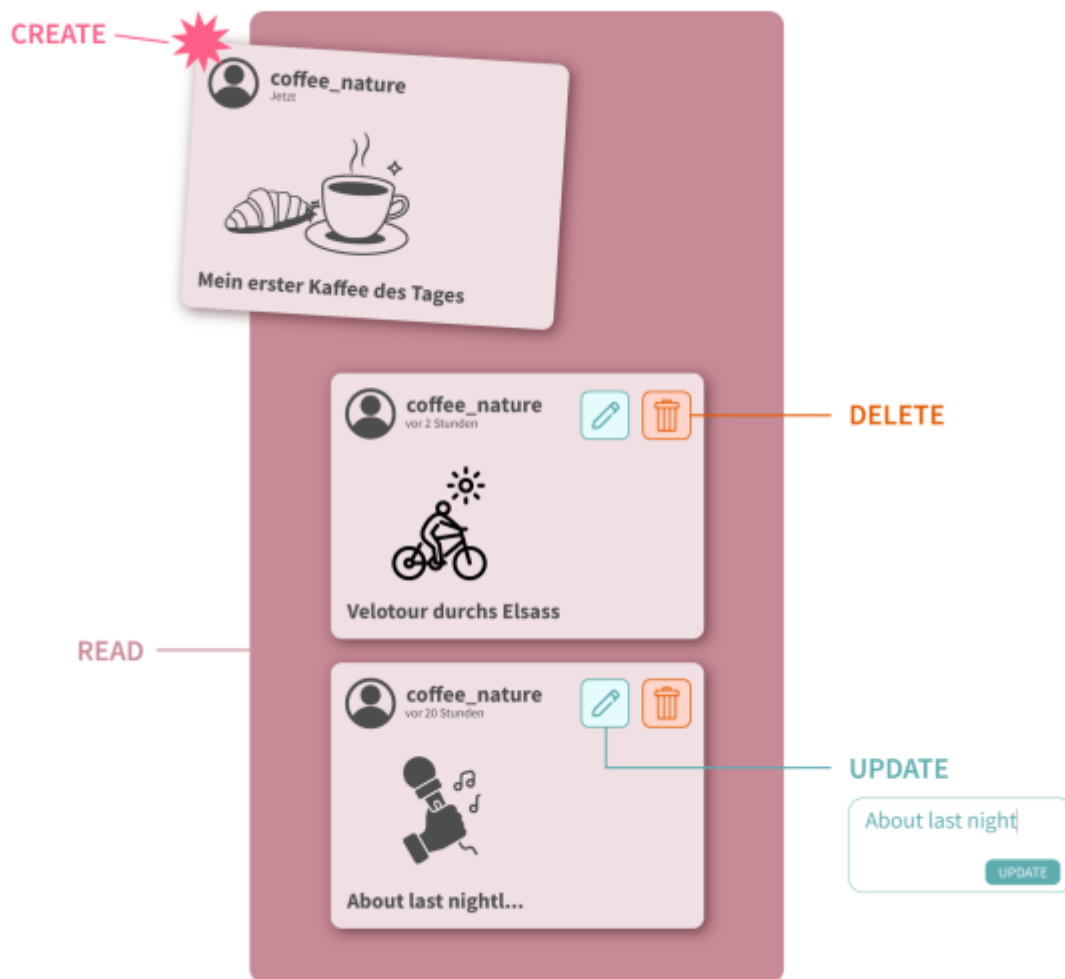 CREATE
coffee_nature
Jetzt
Mein erster Kaffee des Tages
coffee_nature
vor 2 Stunden
DELETE
Velotour durchs Elsass
READ
coffee_nature
vor 20 Stunden
UPDATE
About last night
UPDATE
About last nightl...